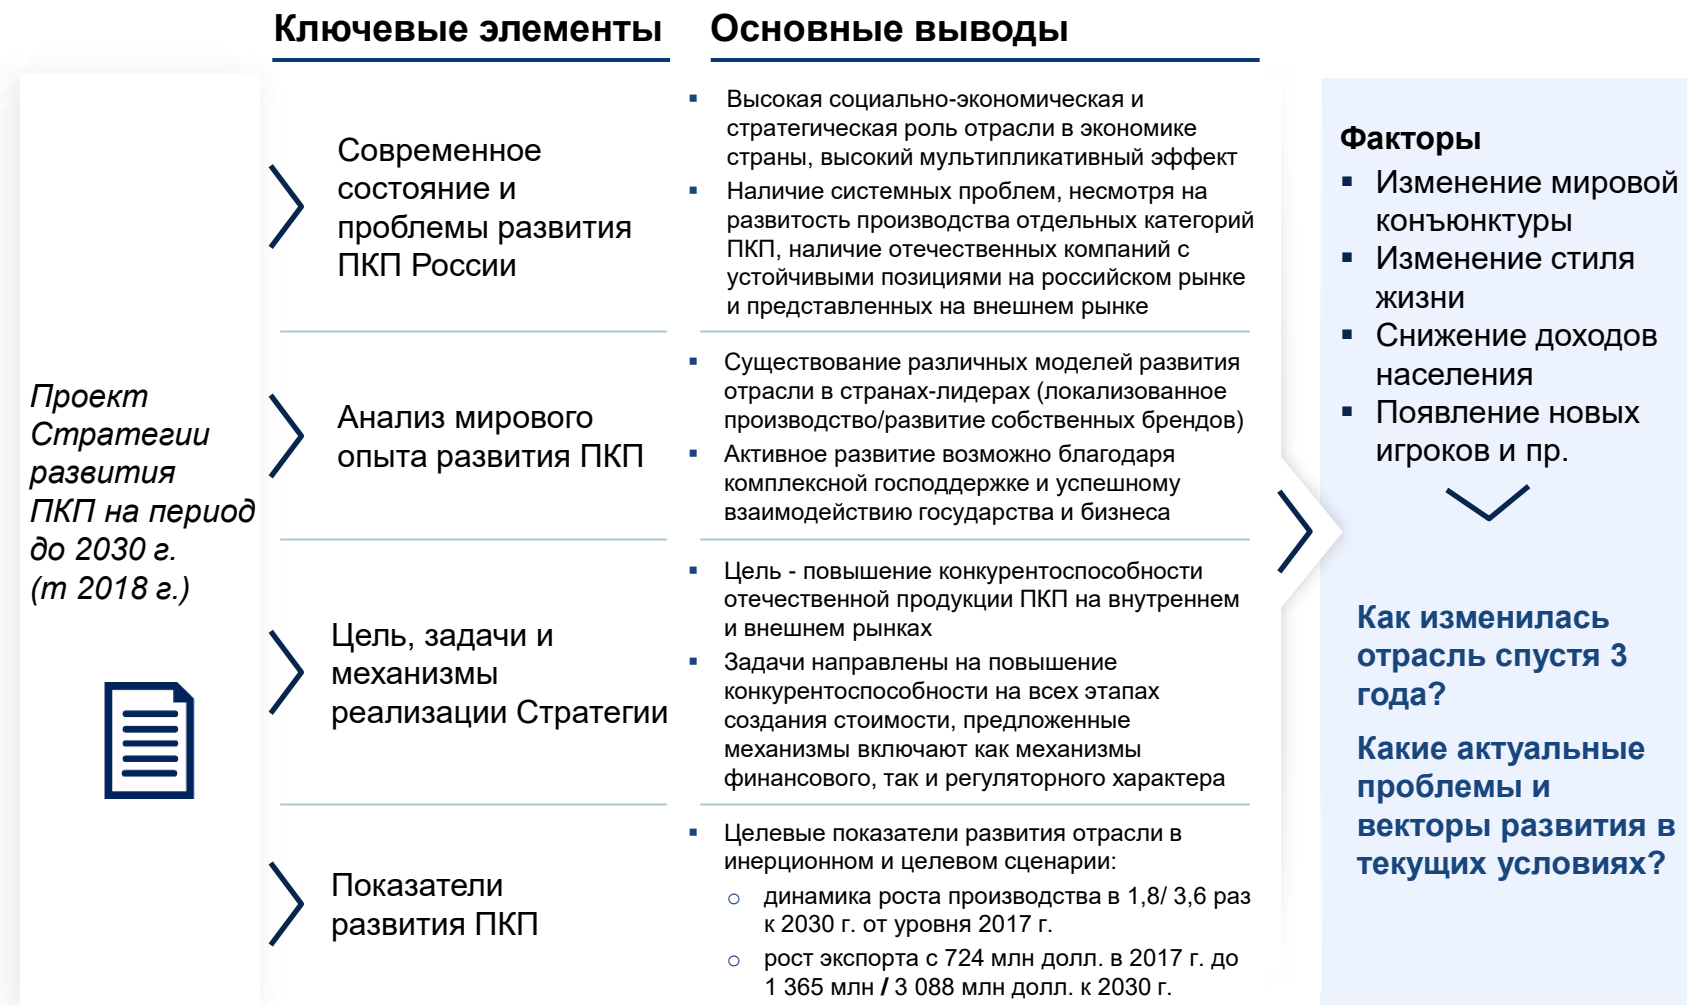 Ключевые элементы
Основные выводы
Проект
Стратегии
развития
ПКП на период
до 2030 г.
(т 2018 г.)
Современное
состояние и
проблемы развития
ПКП России
▪ Высокая социально-экономическая и
стратегическая роль отрасли в экономике
страны, высокий мультипликативный эффект
▪ Наличие системных проблем, несмотря на
развитость производства отдельных категорий
ПКП, наличие отечественных компаний с
устойчивыми позициями на российском рынке
и представленных на внешнем рынке
Анализ мирового
опыта развития ПКП
▪ Существование различных моделей развития
отрасли в странах-лидерах (локализованное
производство/развитие собственных брендов)
▪ Активное развитие возможно благодаря
комплексной господдержке и успешному
взаимодействию государства и бизнеса
Цель, задачи и
механизмы
реализации Стратегии
▪ Цель - повышение конкурентоспособности
отечественной продукции ПКП на внутреннем
и внешнем рынках
▪ Задачи направлены на повышение
конкурентоспособности на всех этапах
создания стоимости, предложенные
механизмы включают как механизмы
финансового, так и регуляторного характера
Показатели
развития ПКП
▪ Целевые показатели развития отрасли в
инерционном и целевом сценарии:
○ динамика роста производства в 1,8/ 3,6 раз
к 2030 г. от уровня 2017 г.
○ рост экспорта с 724 млн долл. в 2017 г. до
1 365 млн / 3 088 млн долл. к 2030 г.
Факторы
▪ Изменение мировой
конъюнктуры
▪ Изменение стиля
жизни
▪ Снижение доходов
населения
▪ Появление новых
игроков и пр.
Как изменилась
отрасль спустя 3
года?
Какие актуальные
проблемы и
векторы развития в
текущих условиях?